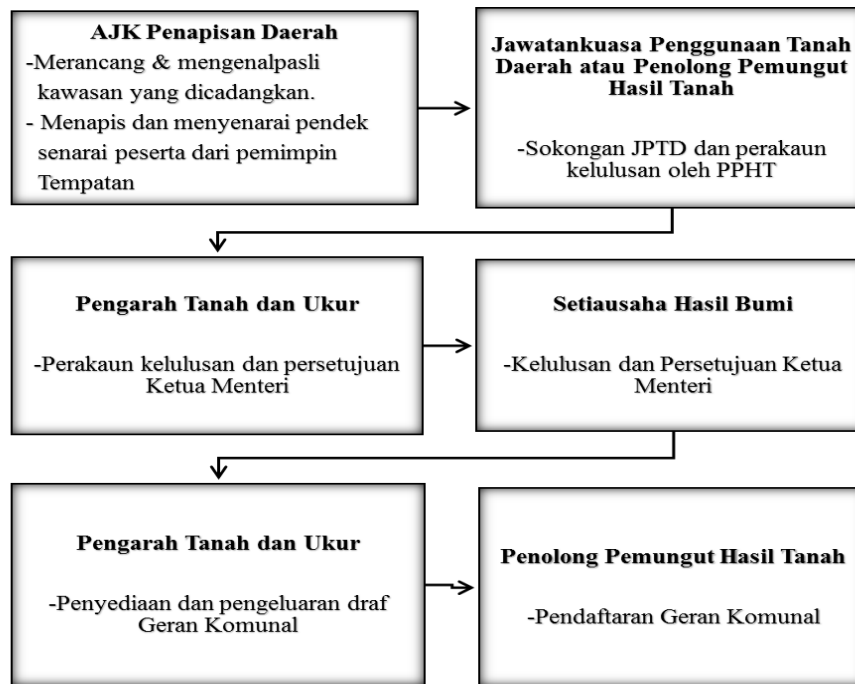 AJK Penapisan Daerah
-Merancang & mengenalpasli
kawasan yang dicadangkan.
- Menapis dan menyenarai pendek
senarai peserta dari pemimpin
Tempatan
Jawatankuasa Penggunaan Tanah
Daerah atau Penolong Pemungut
Hasil Tanah
-Sokongan JPTD dan perakaun
kelulusan oleh PPHT
Pengarah Tanah dan Ukur
-Perakaun kelulusan dan persetujuan
Ketua Menteri
Setiausaha Hasil Bumi
-Kelulusan dan Persetujuan Ketua
Menteri
Pengarah Tanah dan Ukur
-Penyediaan dan pengeluaran draf
Geran Komunal
Penolong Pemungut Hasil Tanah
-Pendaftaran Geran Komunal